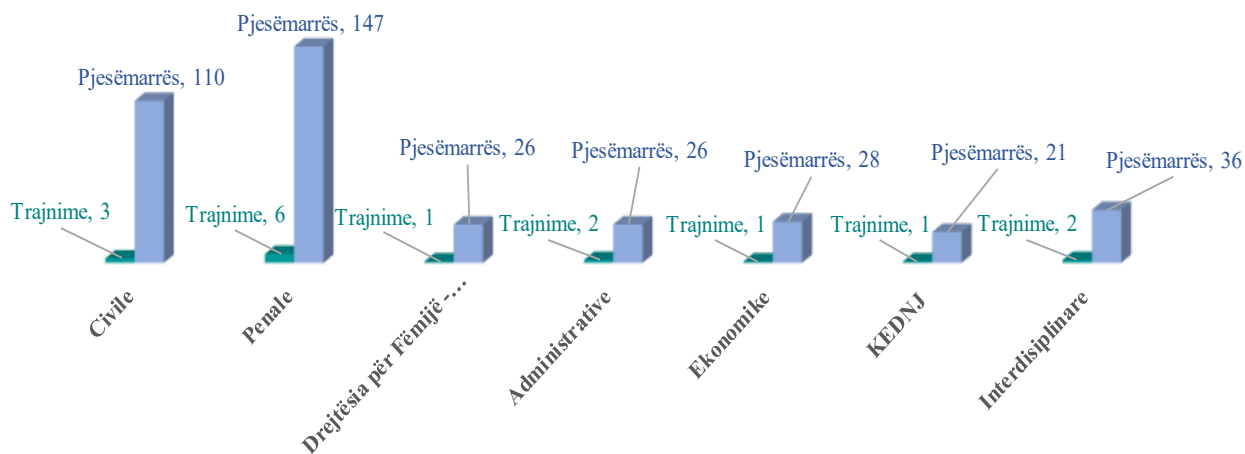 Pjesëmarrës, 147
Pjesëmarrës, 110
Pjesëmarrës, 26
Pjesëmarrës, 26
Pjesëmarrës, 28
Pjesëmarrës, 21
Pjesëmarrës, 36
Trajnime, 3
Trajnime, 6
Trajnime, 1
Trajnime, 2
Trajnime, 1
Trajnime, 1
Trajnime, 2
Civile
Penale
Drejtësia për Fëmijë -…
Administrative
Ekonomike
KEDNJ
Interdisiplinare